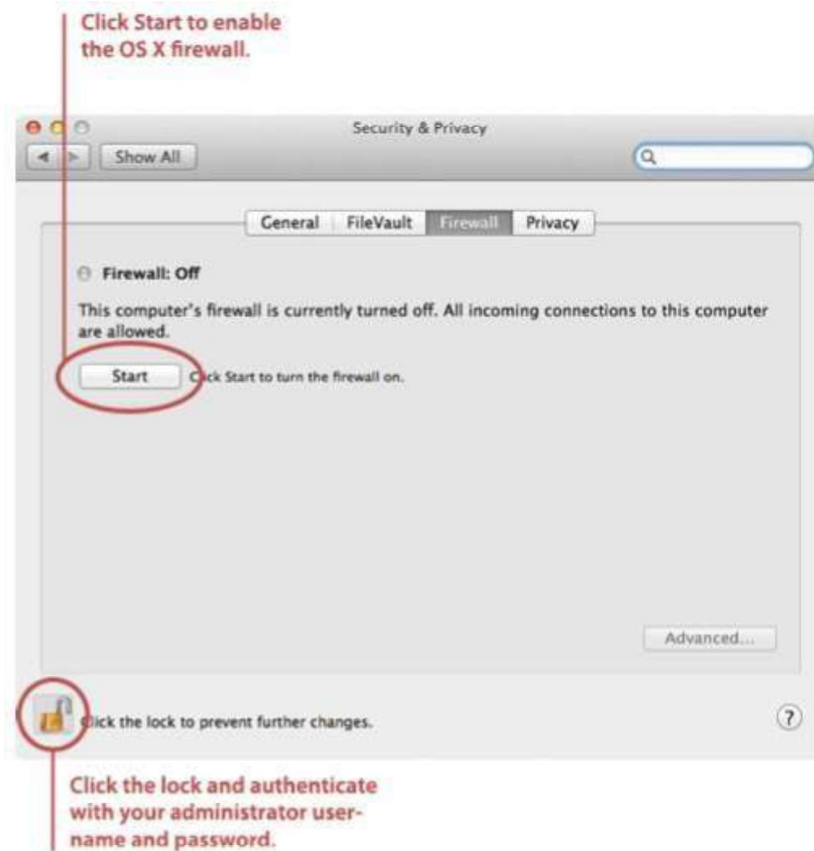 Click Start to enable
the OS X firewall.
Security & Privacy
Show All
General FileVault Firewall Privacy
Firewall: Off
This computer's firewall is currently turned off. All incoming connections to this computer
are allowed.
Start Click Start to turn the firewall on.
Advanced...
Click the lock to prevent further changes.
?
Click the lock and authenticate
with your administrator user-
name and password.